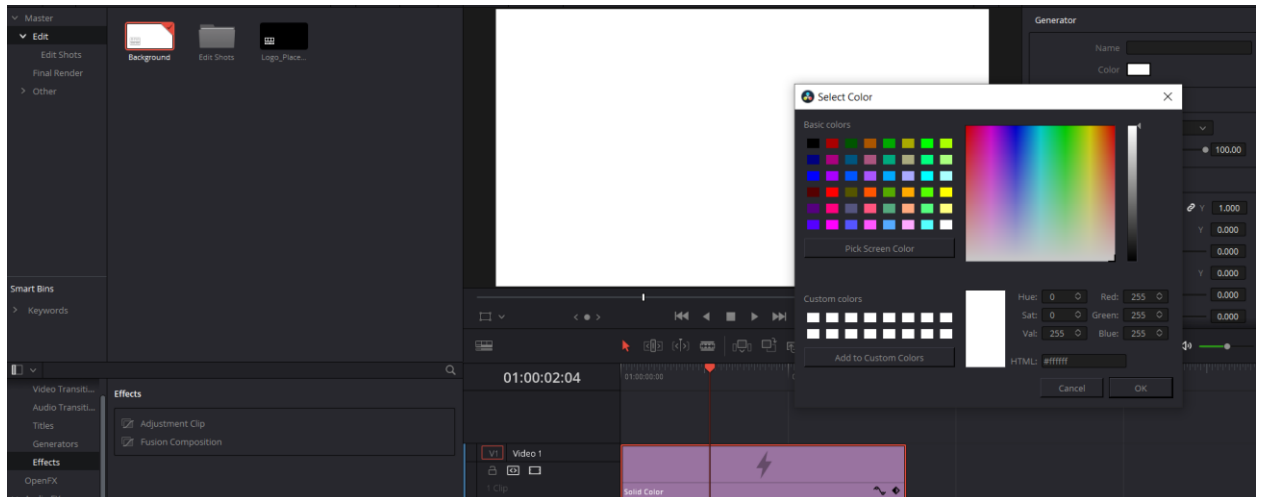 Master
Edit
Edit Shots
Final Render
Other
Background
Edit Shots
Logo_Place...
Generator
Name
Color
Select Color
Basic colors
Pick Screen Color
Custom colors
Add to Custom Colors
Hue: 0
Red: 255
Sat: 0
Green: 255
Val: 255
Blue: 255
HTML: #ffffff
Cancel
OK
100.00
Y 1.000
Y 0.000
0.000
Y 0.000
0.000
0.000
Smart Bins
Keywords
01:00:02:04
01:00:00:00
Video Transiti...
Audio Transiti...
Titles
Generators
Effects
OpenFX
Effects
Adjustment Clip
Fusion Composition
V1 Video 1
1 Clip
Solid Color